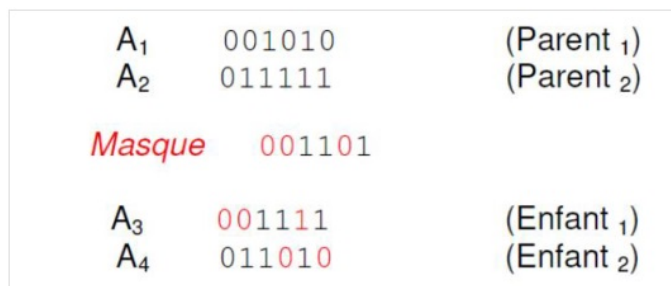 A₁ 001010 (Parent ₁)
A₂ 011111 (Parent ₂)
Masque 001101
A₃ 001111 (Enfant ₁)
A₄ 011010 (Enfant ₂)